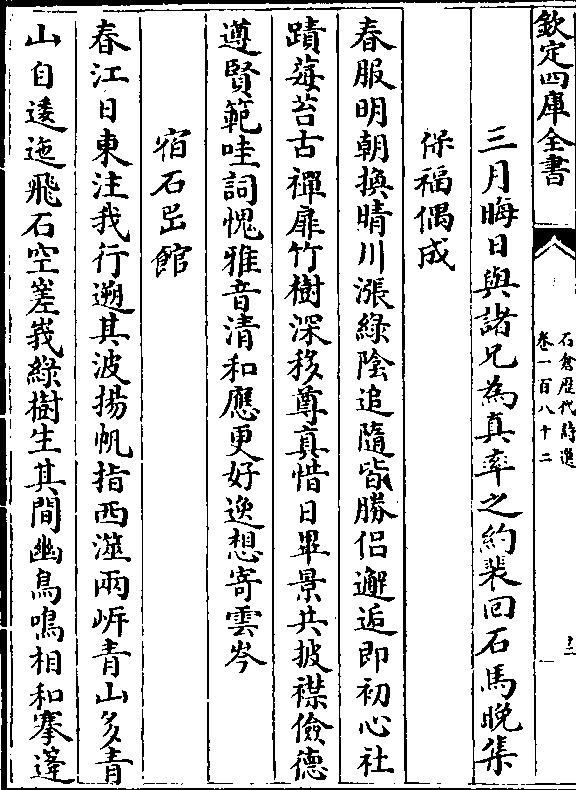 欽定四庫全書
石倉歷代詩選
卷一百八十二
三月晦日與諸兄為真率之約裴回石馬晚集
保福偶成
春服明朝換晴川漲綠陰追隨皆勝侶邂逅即初心社
蹟莓苔古禪扉竹樹深移尊真惜日畢景共披襟儉德
遵賢範哇詞愧雅音清和應更好逸想寄雲岑
宿石岊館
春江日東注我行遡其波揚帆指西澨兩岍青山多青
山自逶迤飛石空嵳峩綠樹生其間幽鳥鳴相和搴篷